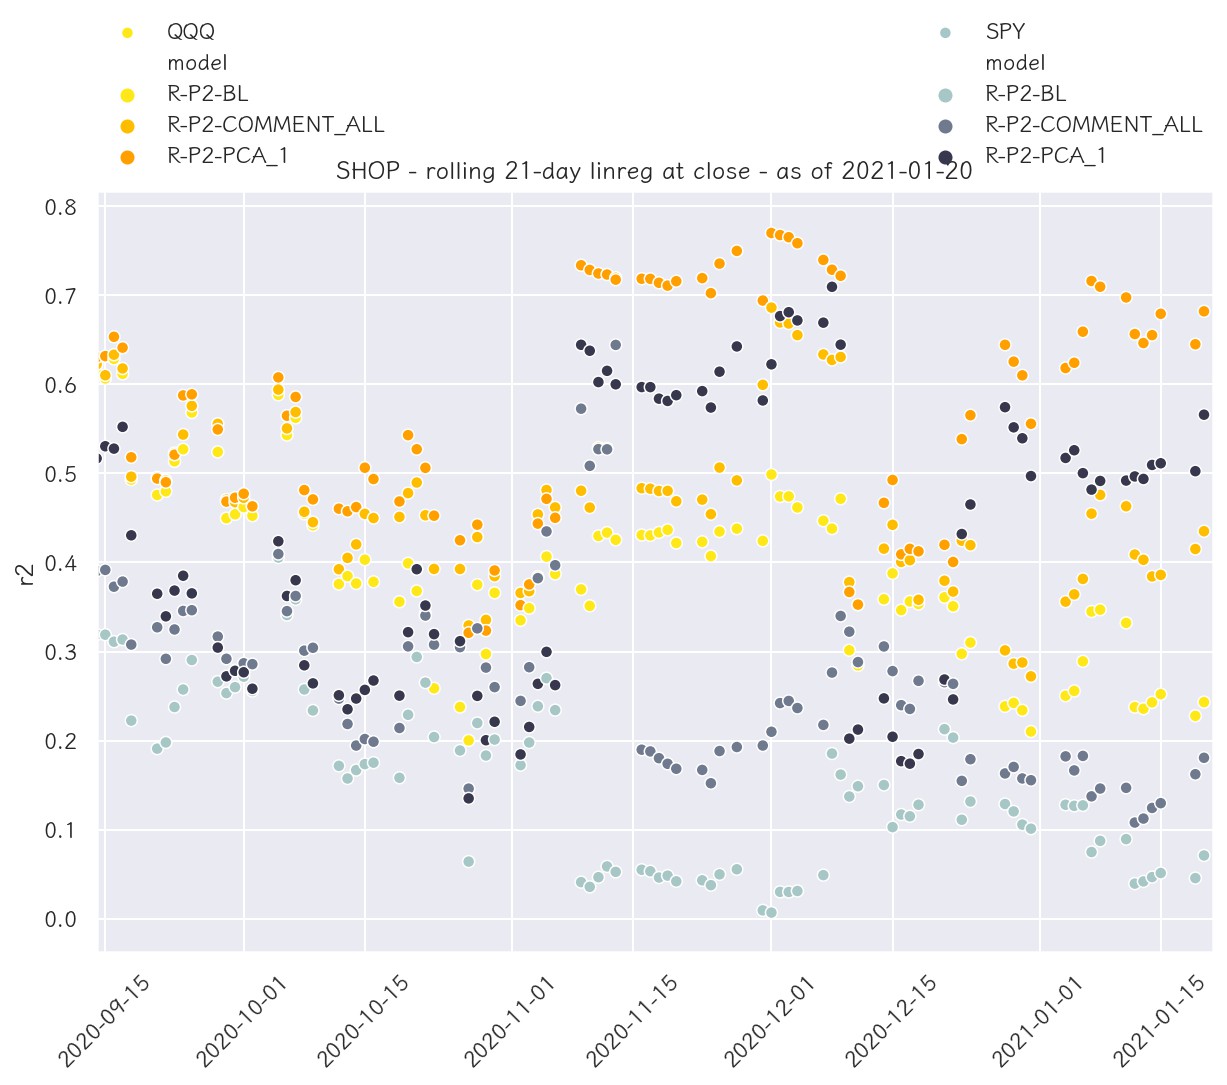 QQQ
model
R-P2-BL
R-P2-COMMENT_ALL
R-P2-PCA_1
SPY
model
R-P2-BL
R-P2-COMMENT_ALL
R-P2-PCA_1
SHOP - rolling 21-day linreg at close - as of 2021-01-20
0.8
0.7
0.6
0.5
0.4
0.3
0.2
0.1
0.0
r2
2020-09-15
2020-10-01
2020-10-15
2020-11-01
2020-11-15
2020-12-01
2020-12-15
2021-01-01
2021-01-15